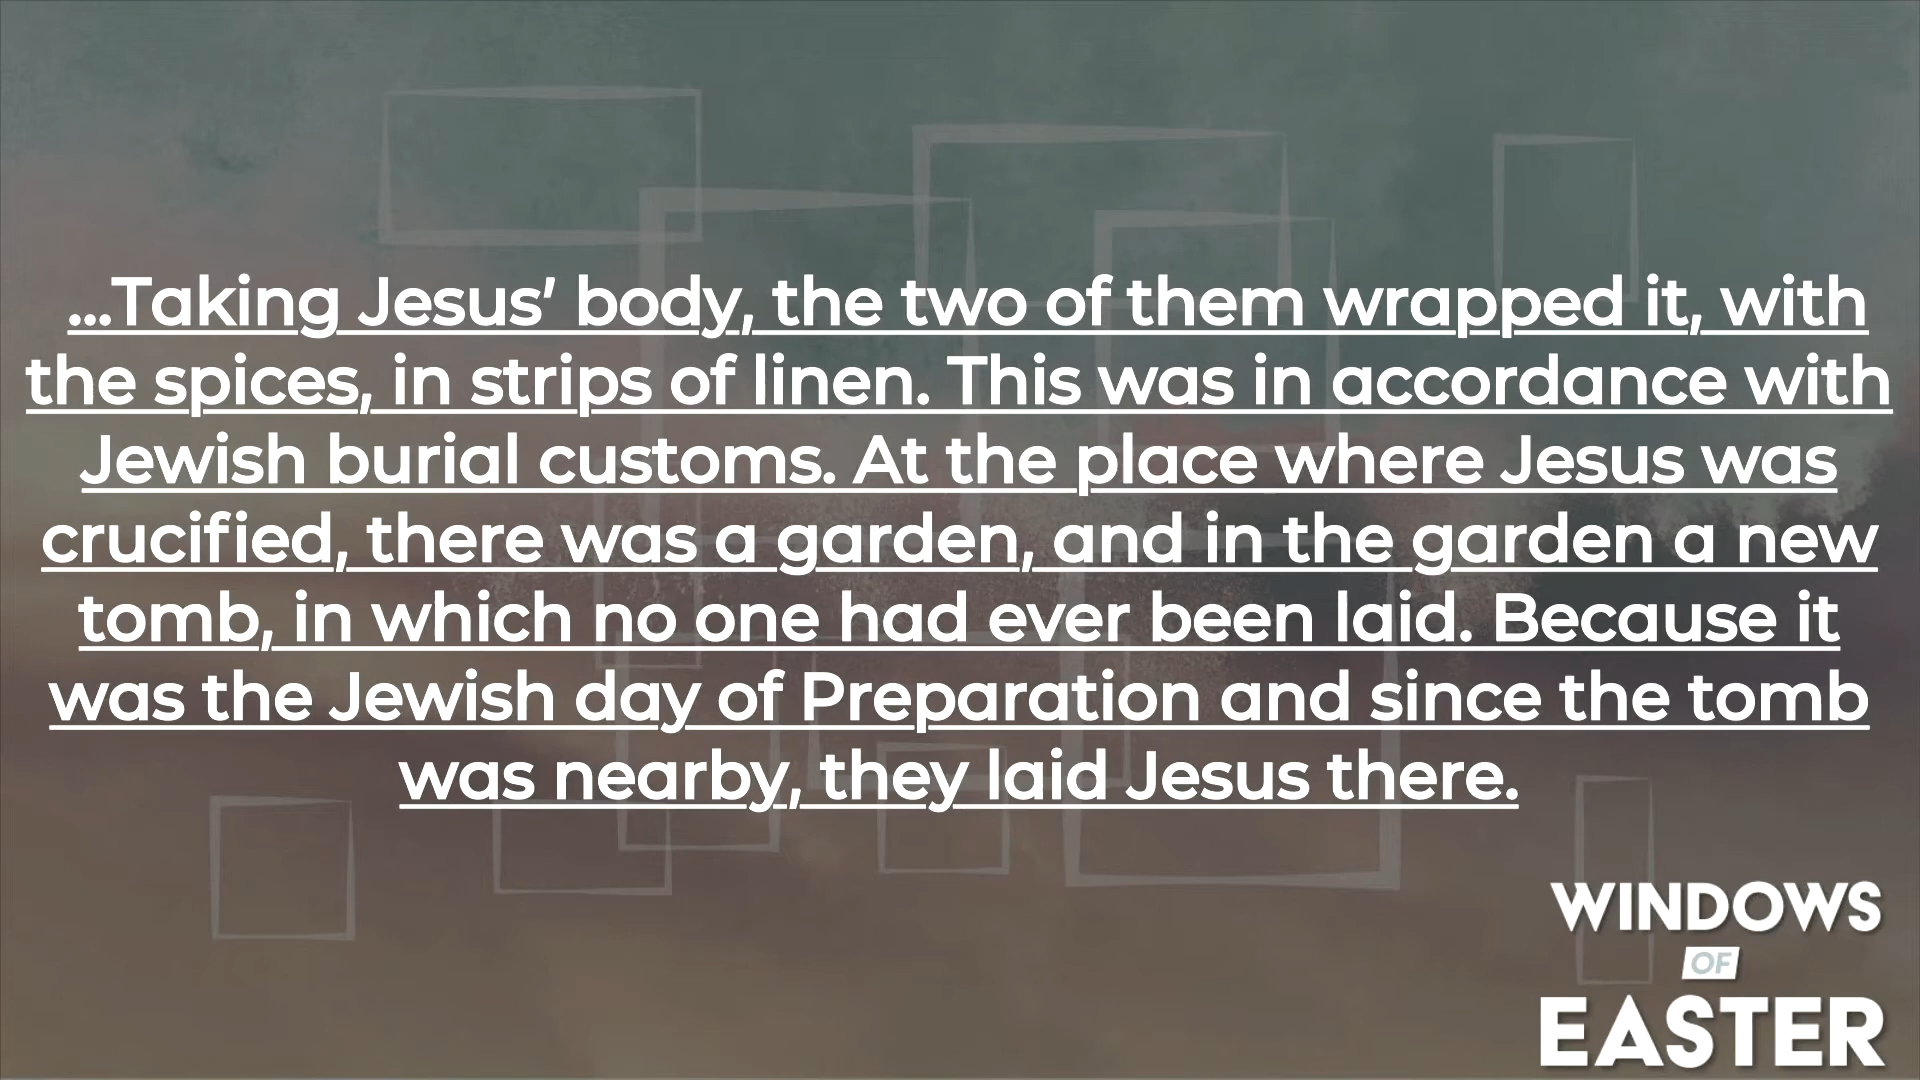 ...Taking Jesus’ body, the two of them wrapped it, with
the spices, in strips of linen. This was in accordance with
Jewish burial customs. At the place where Jesus was
crucified, there was a garden, and in the garden a new
tomb, in which no one had ever been laid. Because it
was the Jewish day of Preparation and since the tomb
was nearby, they laid Jesus there.
WINDOWS
OF
EASTER